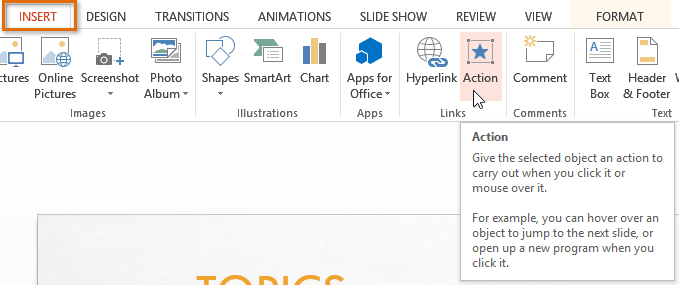 INSERT DESIGN TRANSITIONS ANIMATIONS SLIDE SHOW REVIEW VIEW FORMAT
Online Pictures
Screenshot
Photo Album
Shapes
SmartArt
Chart
Apps for Office
Hyperlink
Action
Comment
Text Box
Header & Footer
Images Illustrations Apps Links Comments Text
Action
Give the selected object an action to
carry out when you click it or
mouse over it.
For example, you can hover over an
object to jump to the next slide, or
open up a new program when you
click it.
TOPICS